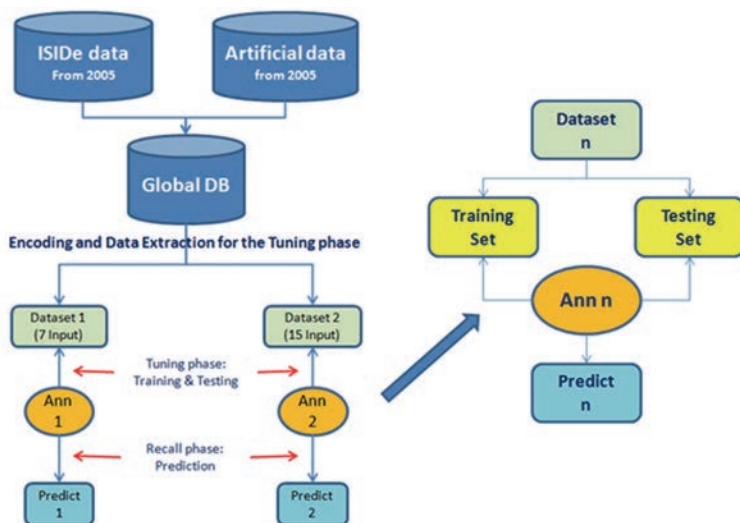 ISIDe data
From 2005
Artificial data
from 2005
Global DB
Encoding and Data Extraction for the Tuning phase
Dataset 1
(7 Input)
Dataset 2
(15 Input)
Tuning phase:
Training & Testing
Ann
1
Ann
2
Recall phase:
Prediction
Predict
1
Predict
2
Dataset
n
Training
Set
Testing
Set
Ann n
Predict
n